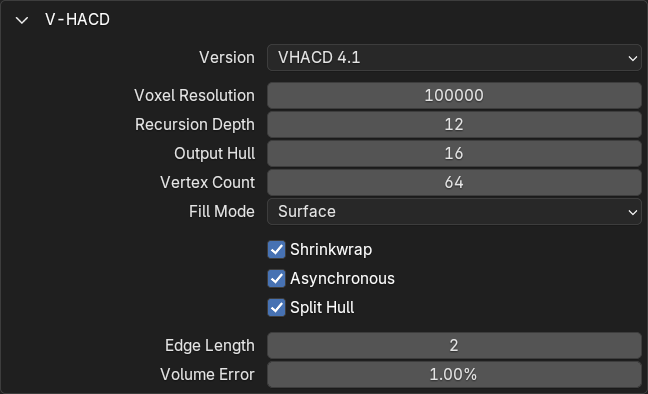 V-HACD
Version VHACD 4.1
Voxel Resolution 100000
Recursion Depth 12
Output Hull 16
Vertex Count 64
Fill Mode Surface
Shrinkwrap
Asynchronous
Split Hull
Edge Length 2
Volume Error 1.00%